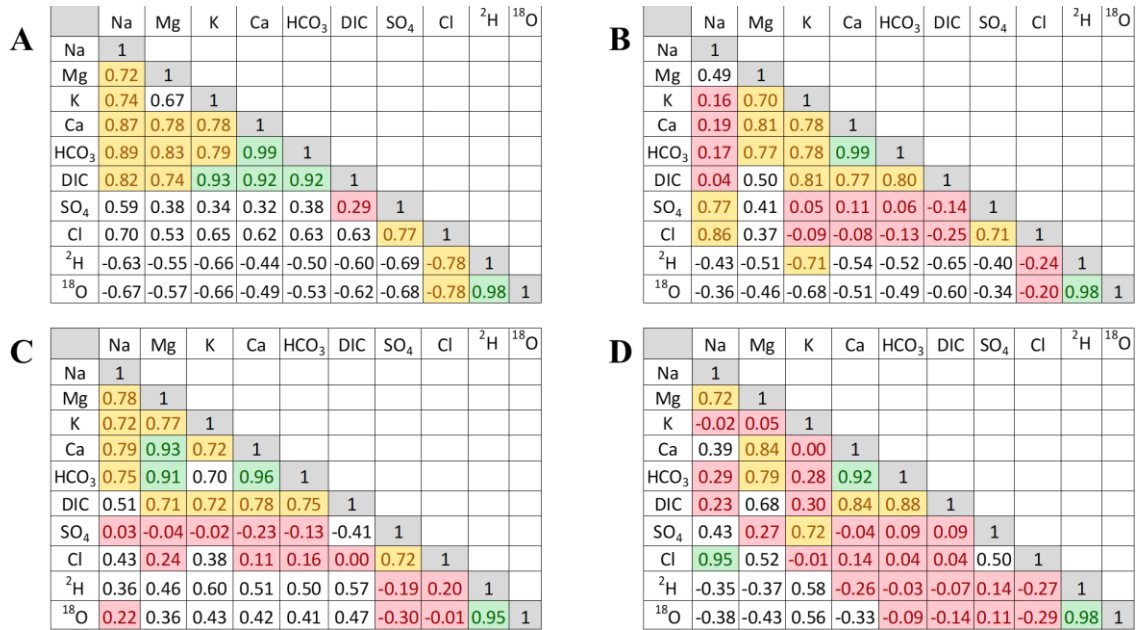 A
Na Mg K Ca HCO₃ DIC SO₄ Cl ²H ¹⁸O
Na 1
Mg 0.72 1
K 0.74 0.67 1
Ca 0.87 0.78 0.78 1
HCO₃ 0.89 0.83 0.79 0.99 1
DIC 0.82 0.74 0.93 0.92 0.92 1
SO₄ 0.59 0.38 0.34 0.32 0.38 0.29 1
Cl 0.70 0.53 0.65 0.62 0.63 0.63 0.77 1
²H -0.63 -0.55 -0.66 -0.44 -0.50 -0.60 -0.69 -0.78 1
¹⁸O -0.67 -0.57 -0.66 -0.49 -0.53 -0.62 -0.68 -0.78 0.98 1
B
Na Mg K Ca HCO₃ DIC SO₄ Cl ²H ¹⁸O
Na 1
Mg 0.49 1
K 0.16 0.70 1
Ca 0.19 0.81 0.78 1
HCO₃ 0.17 0.77 0.78 0.99 1
DIC 0.04 0.50 0.81 0.77 0.80 1
SO₄ 0.77 0.41 0.05 0.11 0.06 -0.14 1
Cl 0.86 0.37 -0.09 -0.08 -0.13 -0.25 0.71 1
²H -0.43 -0.51 -0.71 -0.54 -0.52 -0.65 -0.40 -0.24 1
¹⁸O -0.36 -0.46 -0.68 -0.51 -0.49 -0.60 -0.34 -0.20 0.98 1
C
Na Mg K Ca HCO₃ DIC SO₄ Cl ²H ¹⁸O
Na 1
Mg 0.78 1
K 0.72 0.77 1
Ca 0.79 0.93 0.72 1
HCO₃ 0.75 0.91 0.70 0.96 1
DIC 0.51 0.71 0.72 0.78 0.75 1
SO₄ 0.03 -0.04 -0.02 -0.23 -0.13 -0.41 1
Cl 0.43 0.24 0.38 0.11 0.16 0.00 0.72 1
²H 0.36 0.46 0.60 0.51 0.50 0.57 -0.19 0.20 1
¹⁸O 0.22 0.36 0.43 0.42 0.41 0.47 -0.30 -0.01 0.95 1
D
Na Mg K Ca HCO₃ DIC SO₄ Cl ²H ¹⁸O
Na 1
Mg 0.72 1
K -0.02 0.05 1
Ca 0.39 0.84 0.00 1
HCO₃ 0.29 0.79 0.28 0.92 1
DIC 0.23 0.68 0.30 0.84 0.88 1
SO₄ 0.43 0.27 0.72 -0.04 0.09 0.09 1
Cl 0.95 0.52 -0.01 0.14 0.04 0.04 0.50 1
²H -0.35 -0.37 0.58 -0.26 -0.03 -0.07 0.14 -0.27 1
¹⁸O -0.38 -0.43 0.56 -0.33 -0.09 -0.14 0.11 -0.29 0.98 1